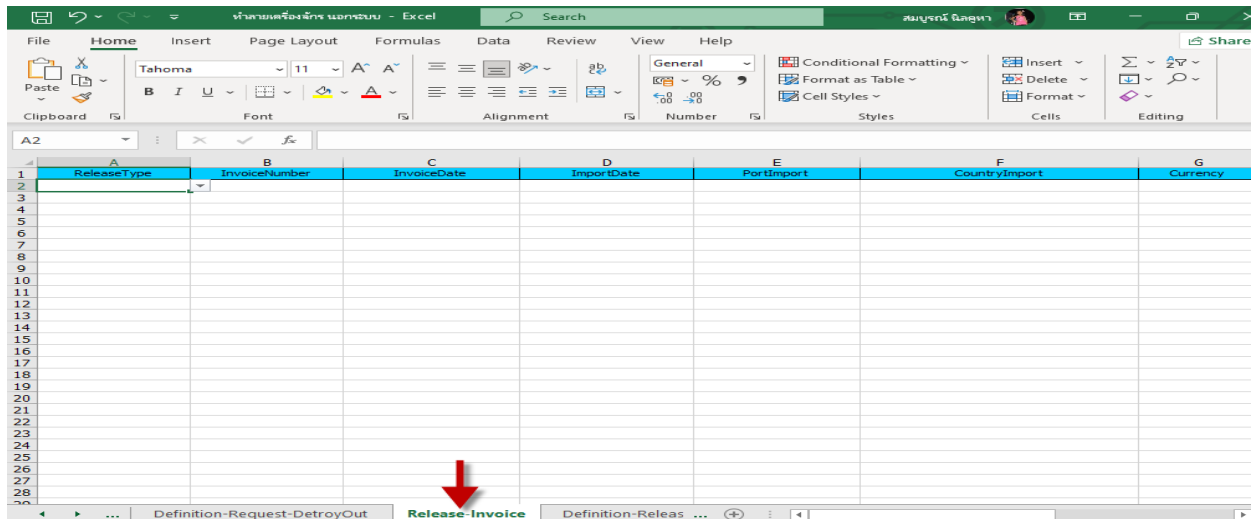 ทำลายเครื่องจักร นอกระบบ - Excel
Search
สมบูรณ์ นิลคูหา
File Home Insert Page Layout Formulas Data Review View Help
Share
Paste
Tahoma 11 A^ A˅
B I U A
ab
General
% 9
.00 .0
Conditional Formatting
Format as Table
Cell Styles
Insert
Delete
Format
Clipboard Font Alignment Number Styles Cells Editing
A2 fx
A B C D E F G
1 ReleaseType InvoiceNumber InvoiceDate ImportDate PortImport CountryImport Currency
2
3
4
5
6
7
8
9
10
11
12
13
14
15
16
17
18
19
20
21
22
23
24
25
26
27
28
... Definition-Request-DetroyOut Release-Invoice Definition-Releas ...